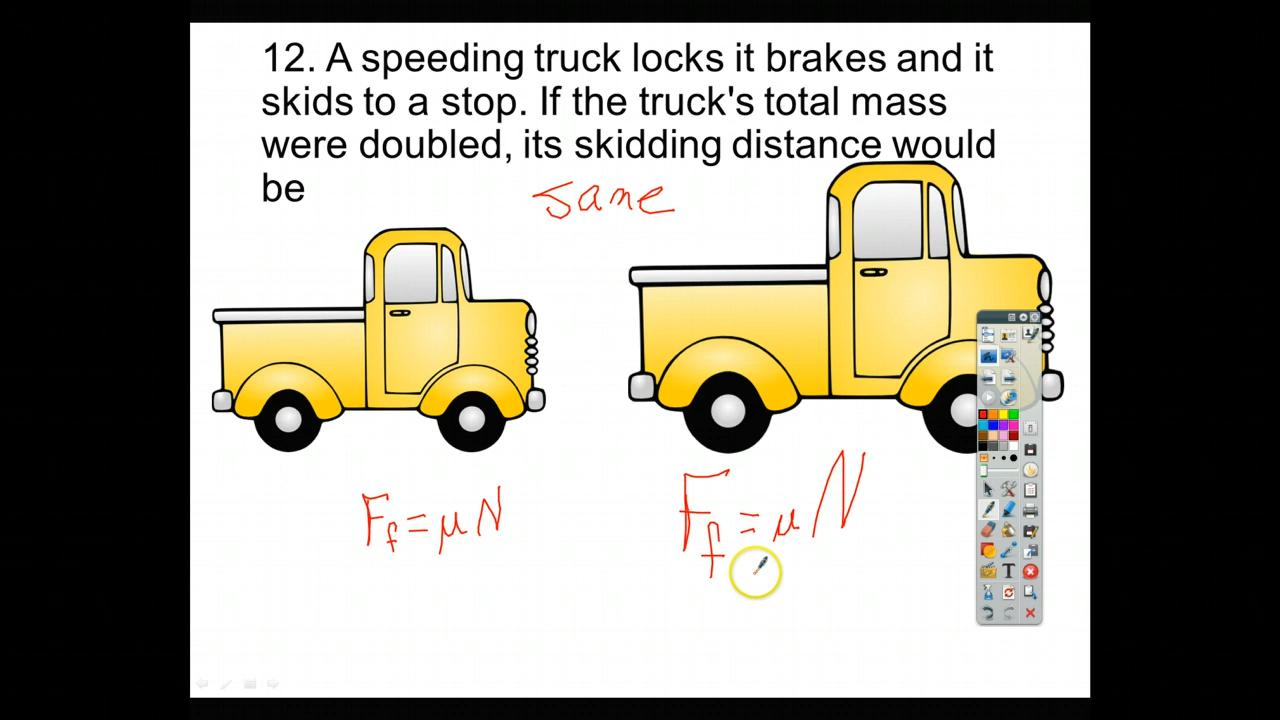 12. A speeding truck locks it brakes and it
skids to a stop. If the truck's total mass
were doubled, its skidding distance would
be
same
Ff = μN
Ff = μN